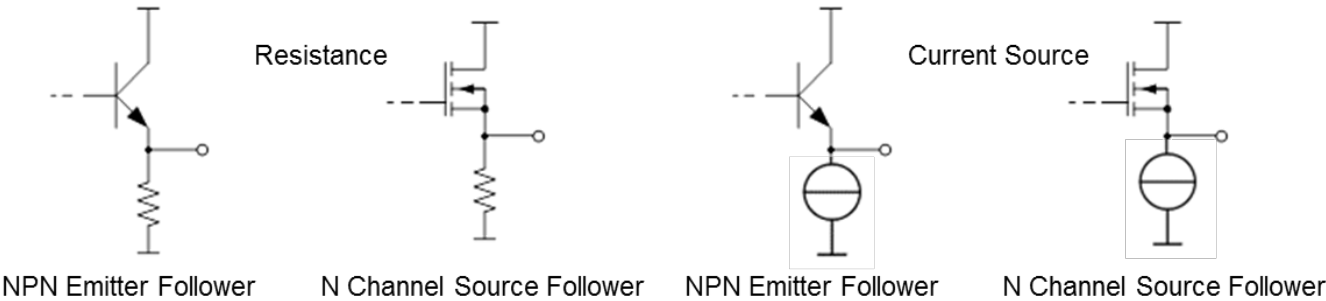 Resistance
Current Source
NPN Emitter Follower
N Channel Source Follower
NPN Emitter Follower
N Channel Source Follower